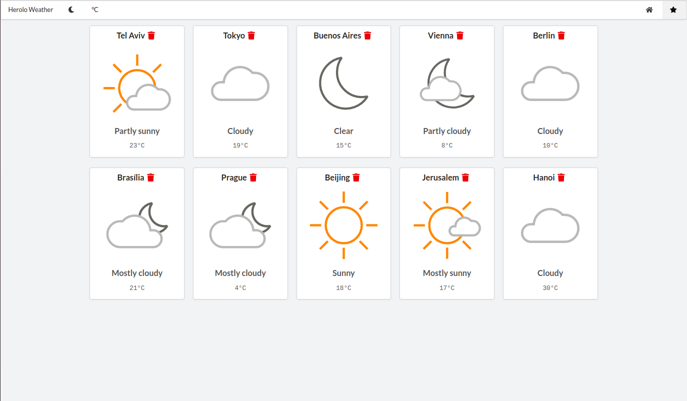 Herolo Weather °C
Tel Aviv Tokyo Buenos Aires Vienna Berlin
Partly sunny Cloudy Clear Partly cloudy Cloudy
23°C 19°C 15°C 8°C 10°C
Brasília Prague Beijing Jerusalem Hanoi
Mostly cloudy Mostly cloudy Sunny Mostly sunny Cloudy
21°C 4°C 18°C 17°C 30°C